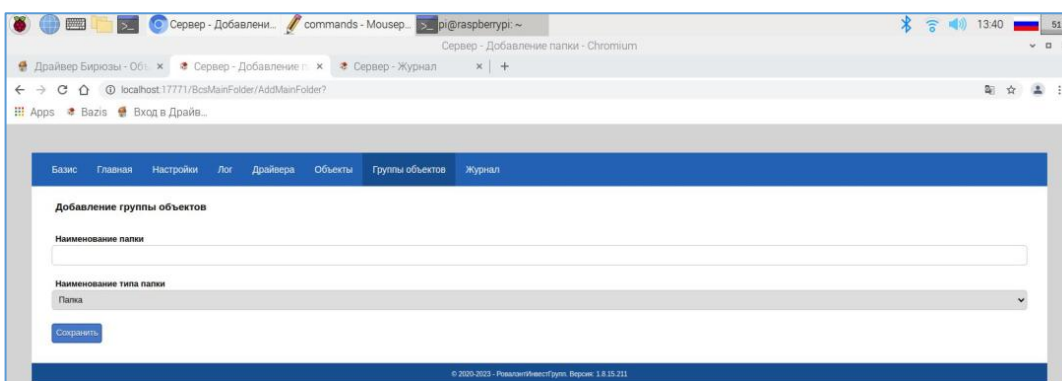 Сервер - Добавлени... commands - Mousep... pi@raspberrypi: ~ 13:40 51
Сервер - Добавление папки - Chromium
Драйвер Бирюзы - Об Сервер - Добавление п Сервер - Журнал
localhost:17771/BcsMainFolder/AddMainFolder?
Apps Bazis Вход в Драйв...
Базис Главная Настройки Лог Драйвера Объекты Группы объектов Журнал
Добавление группы объектов
Наименование папки
Наименование типа папки
Папка
Сохранить
© 2020-2023 - РовалэнтИнвестГрупп. Версия: 1.8.15.211